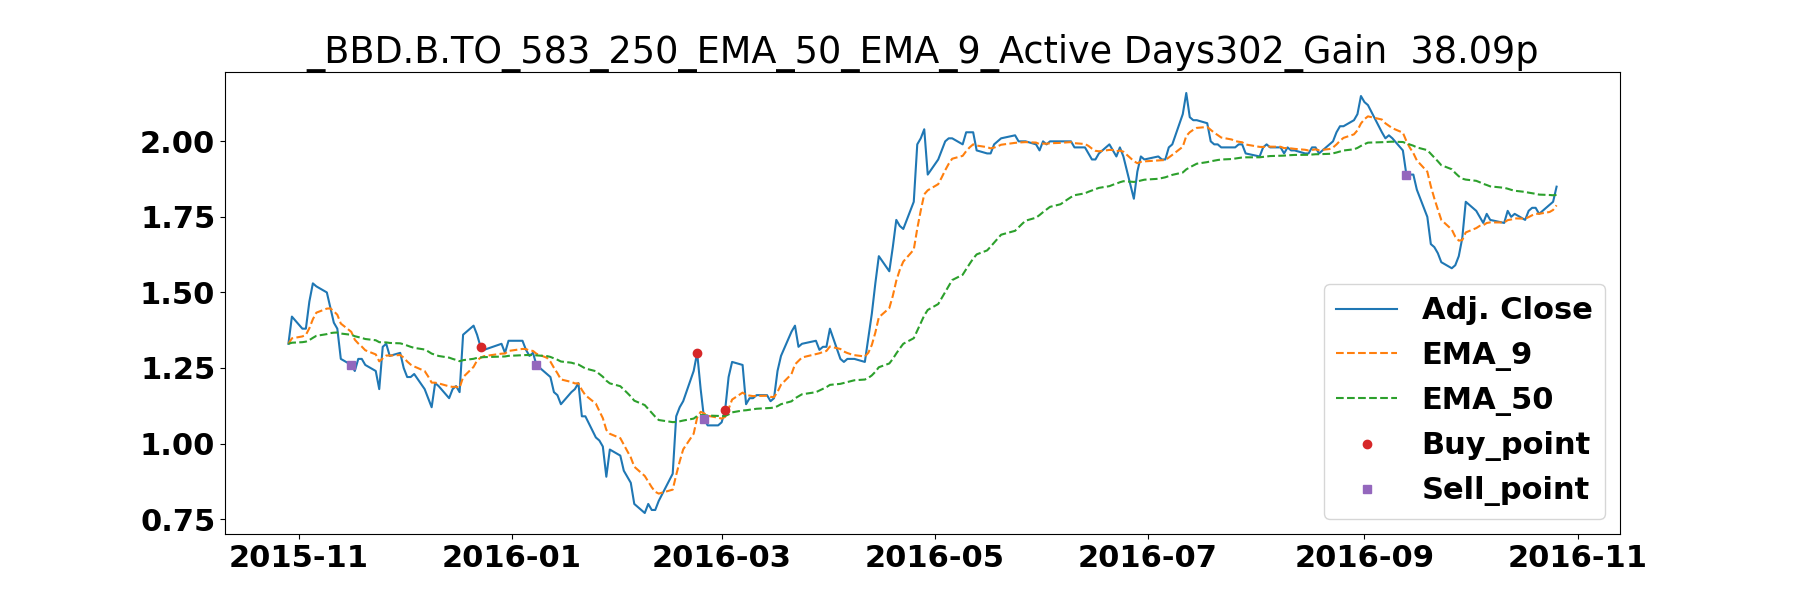 _BBD.B.TO_583_250_EMA_50_EMA_9_Active Days302_Gain  38.09p
2.00
1.75
1.50
1.25
1.00
0.75
Adj. Close
EMA_9
EMA_50
Buy_point
Sell_point
2015-11 2016-01 2016-03 2016-05 2016-07 2016-09 2016-11